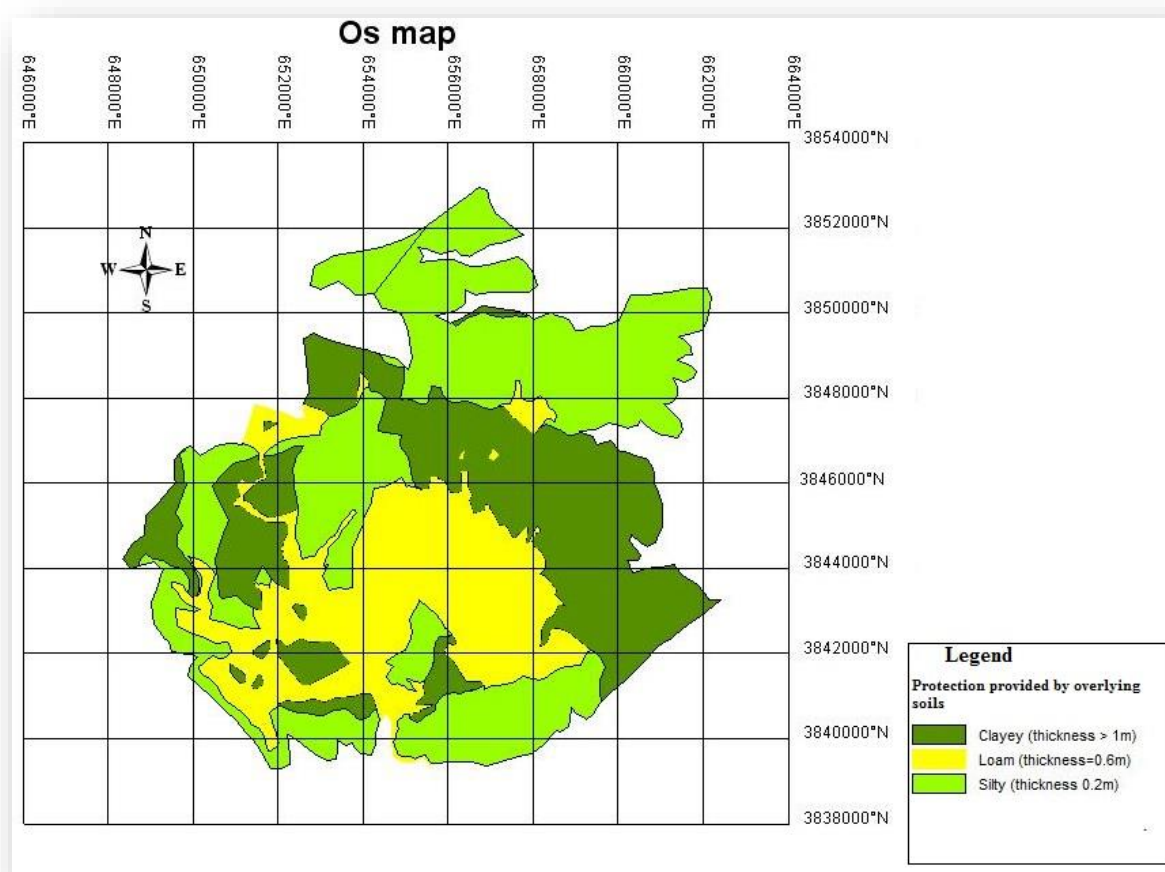 Os map
646000°E
648000°E
650000°E
652000°E
654000°E
656000°E
658000°E
660000°E
662000°E
664000°E
3854000°N
3852000°N
N
W E
S
3850000°N
3848000°N
3846000°N
3844000°N
3842000°N
3840000°N
3838000°N
Legend
Protection provided by overlying
soils
Clayey (thickness > 1m)
Loam (thickness=0.6m)
Silty (thickness 0.2m)